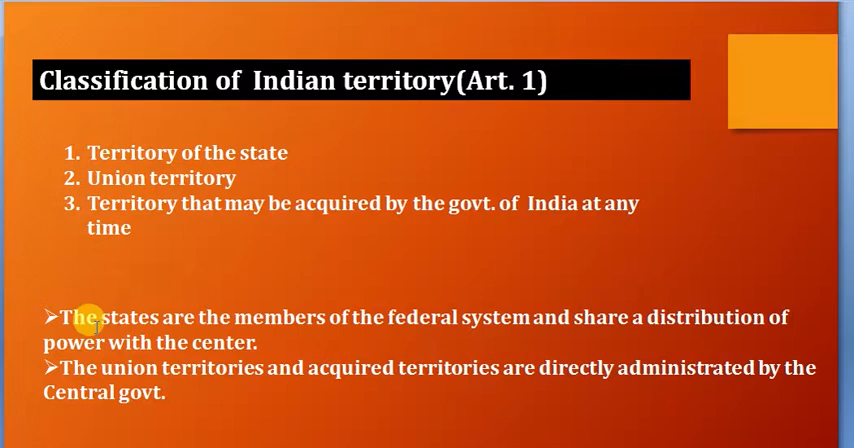 Classification of Indian territory(Art. 1)
1. Territory of the state
2. Union territory
3. Territory that may be acquired by the govt. of India at any
time
➢The states are the members of the federal system and share a distribution of
power with the center.
➢The union territories and acquired territories are directly administrated by the
Central govt.